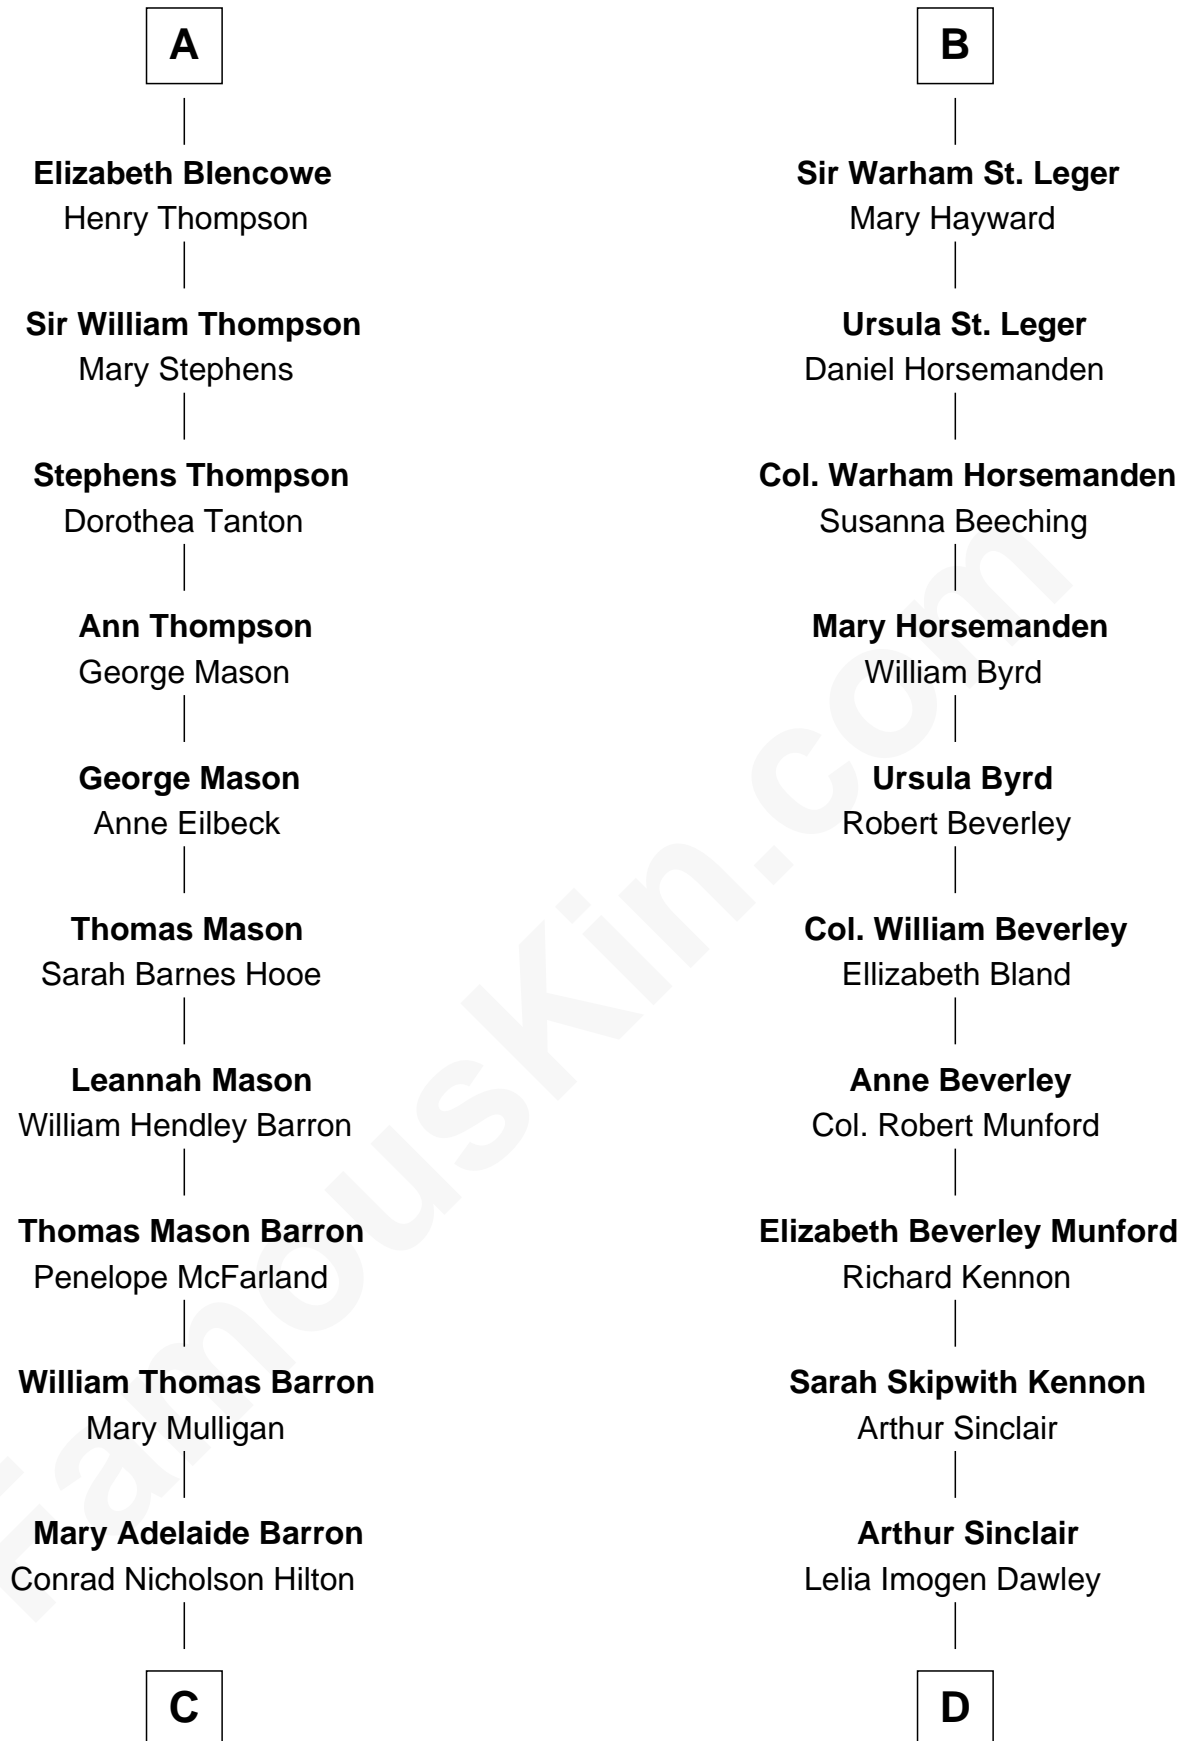 A
Elizabeth Blencowe
Henry Thompson
Sir William Thompson
Mary Stephens
Stephens Thompson
Dorothea Tanton
Ann Thompson
George Mason
George Mason
Anne Eilbeck
Thomas Mason
Sarah Barnes Hooe
Leannah Mason
William Hendley Barron
Thomas Mason Barron
Penelope McFarland
William Thomas Barron
Mary Mulligan
Mary Adelaide Barron
Conrad Nicholson Hilton
C
B
Sir Warham St. Leger
Mary Hayward
Ursula St. Leger
Daniel Horsemanden
Col. Warham Horsemanden
Susanna Beeching
Mary Horsemanden
William Byrd
Ursula Byrd
Robert Beverley
Col. William Beverley
Ellizabeth Bland
Anne Beverley
Col. Robert Munford
Elizabeth Beverley Munford
Richard Kennon
Sarah Skipwith Kennon
Arthur Sinclair
Arthur Sinclair
Lelia Imogen Dawley
D
FamousKin.com